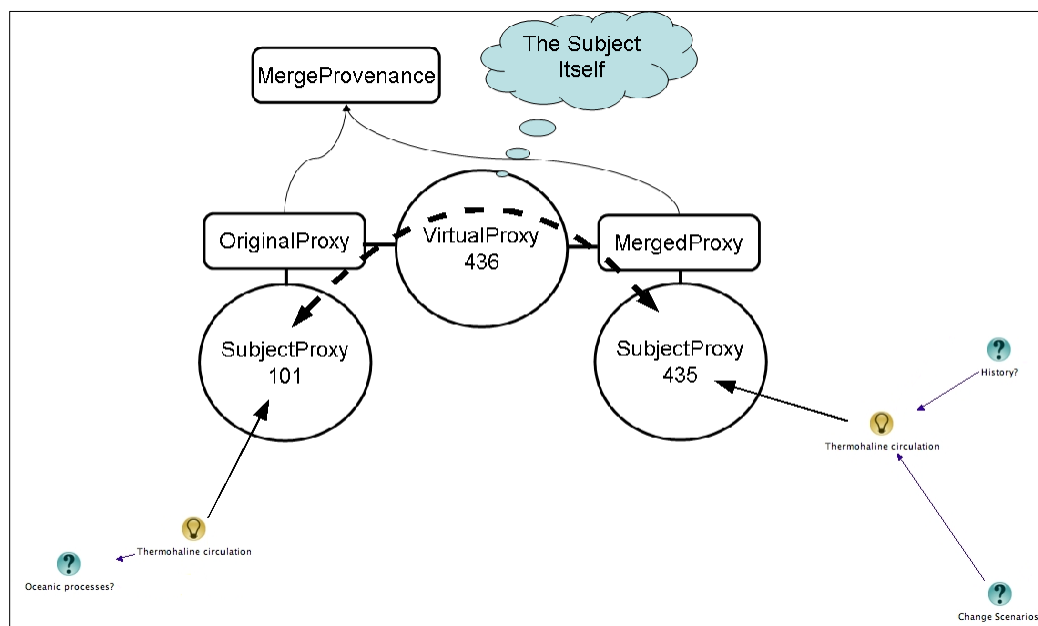 The Subject
Itself
MergeProvenance
OriginalProxy
VirtualProxy
436
MergedProxy
SubjectProxy
101
SubjectProxy
435
?
History?
Thermohaline circulation
Thermohaline circulation
?
Oceanic processes?
?
Change Scenarios